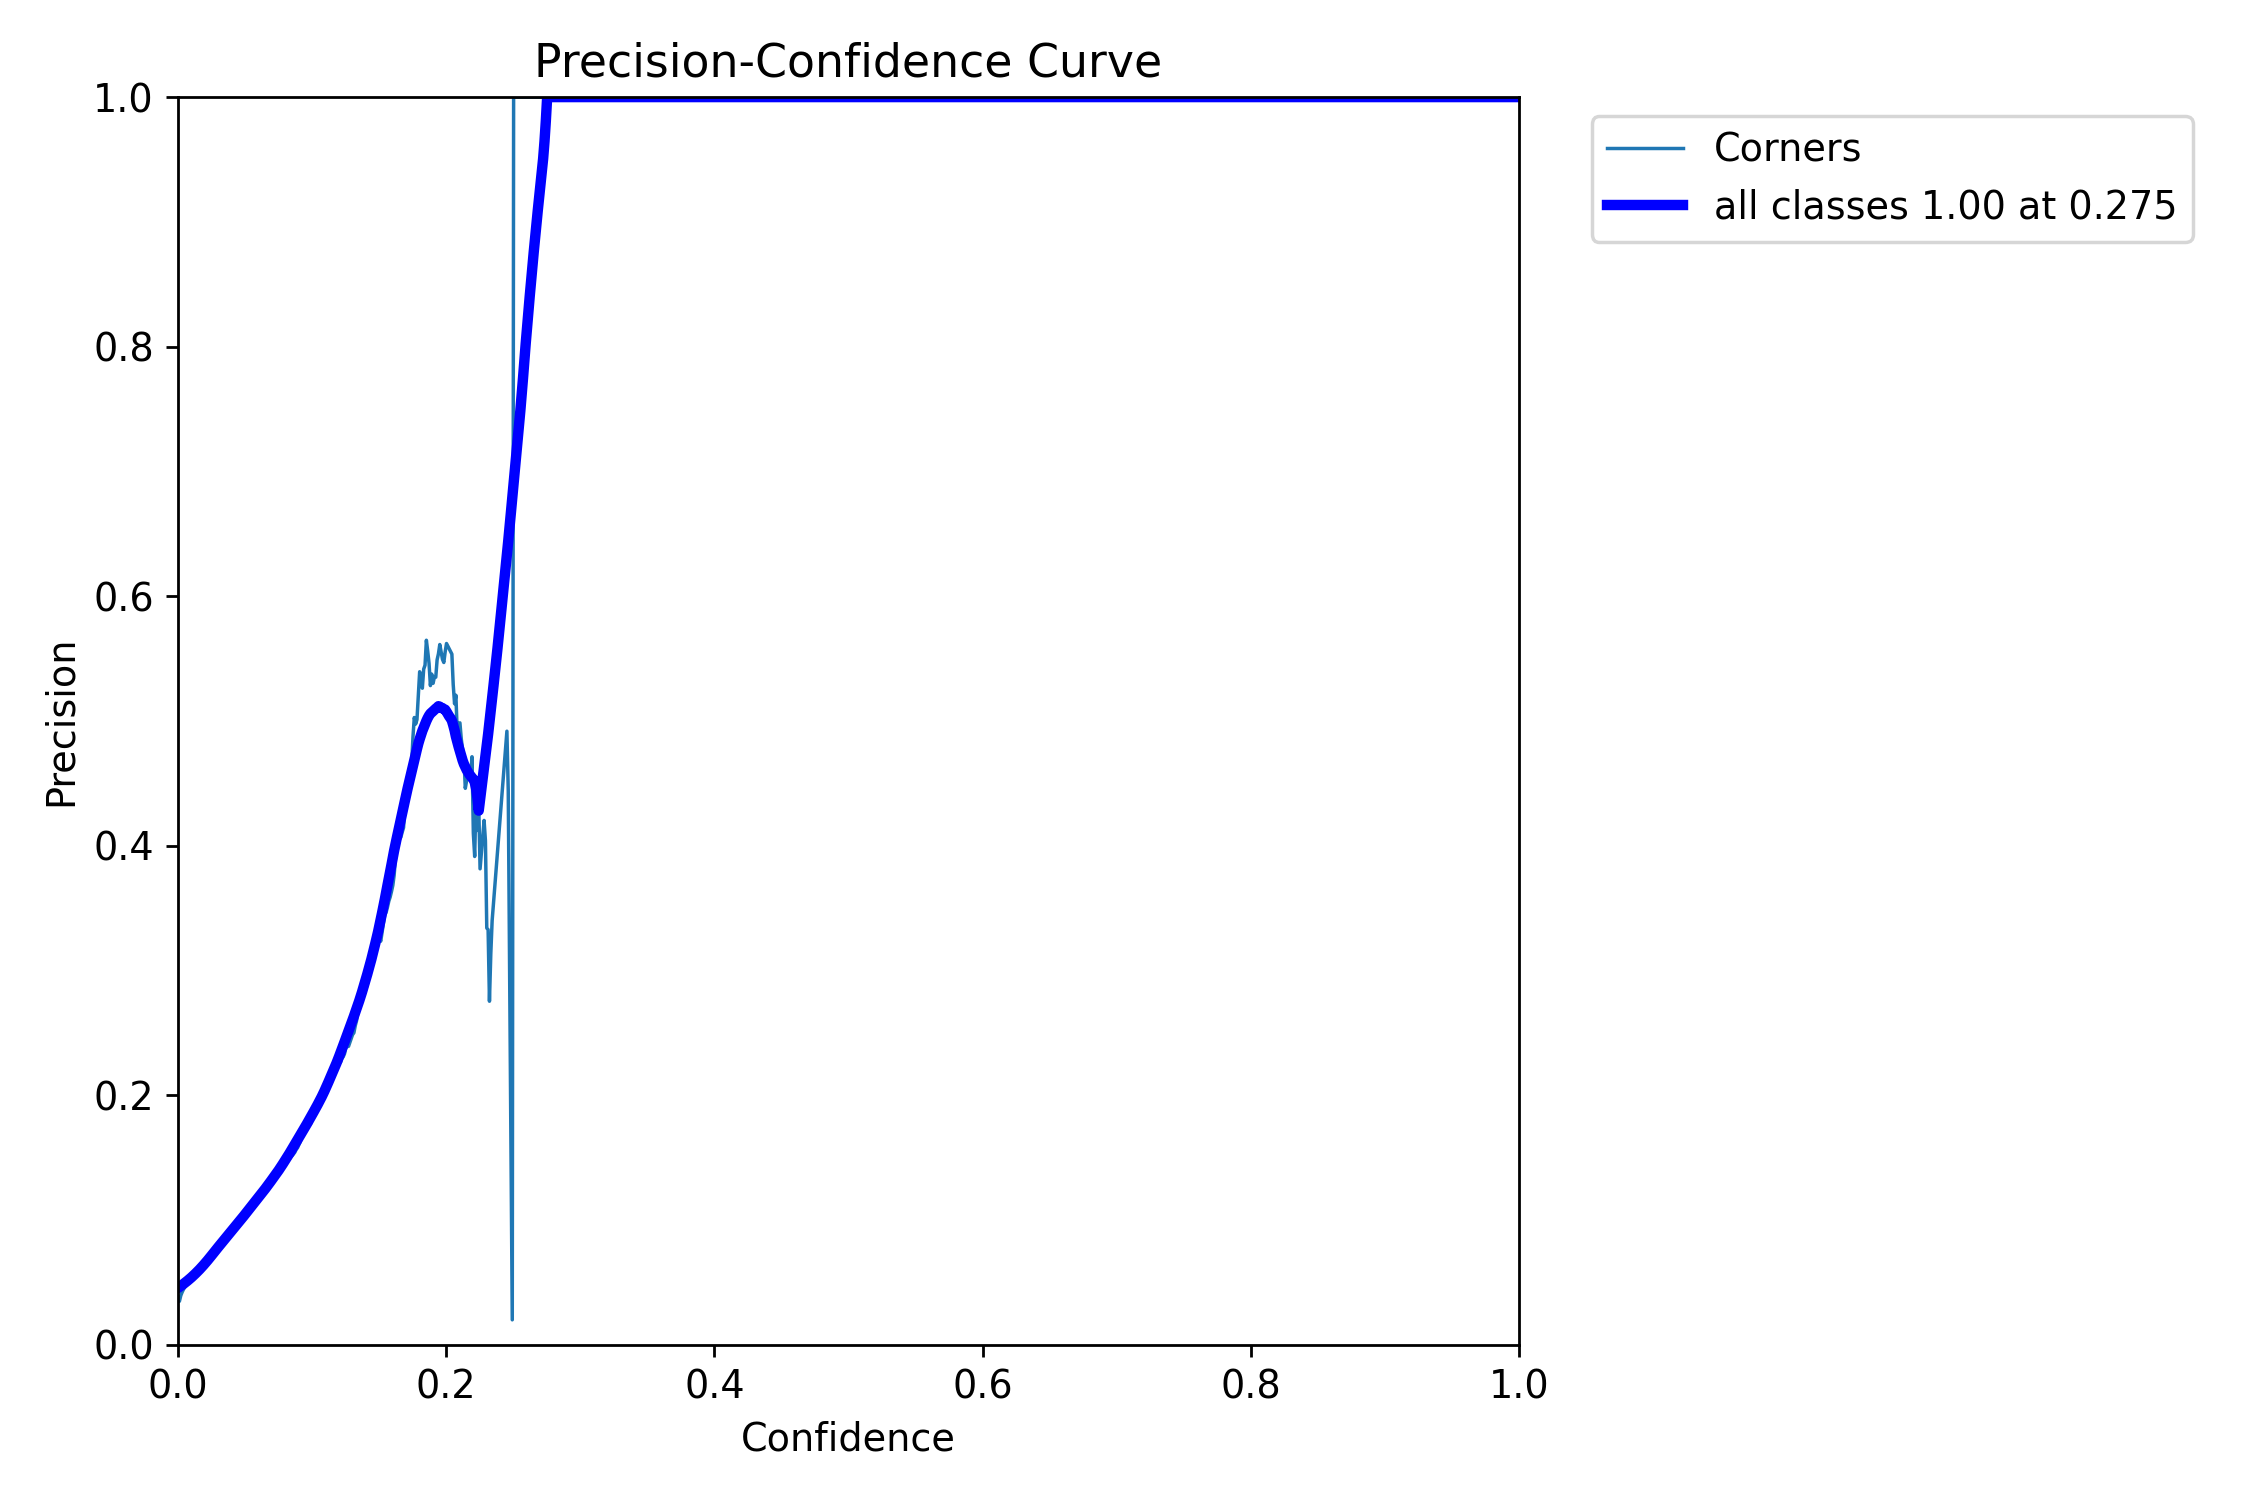 Precision-Confidence Curve
Corners
all classes 1.00 at 0.275
Precision
1.0
0.8
0.6
0.4
0.2
0.0
0.0 0.2 0.4 0.6 0.8 1.0
Confidence